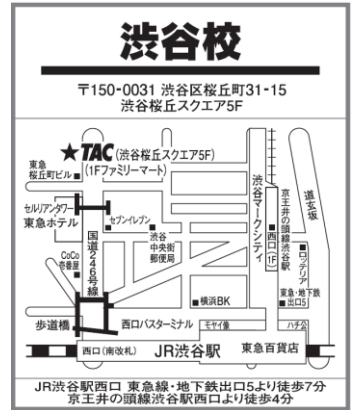 渋谷校
〒150-0031 渋谷区桜丘町31-15
渋谷桜丘スクエア5F
★TAC(渋谷桜丘スクエア5F)
(1Fファミリーマート)
東急
桜丘町ビル
セルリアンタワー
東急ホテル
セブンイレブン
渋谷
中央街
郵便局
国道246号線
CoCo
壱番屋
渋谷マークシティ
西口
1F
京王井の頭線渋谷駅
道玄坂
ロッテリア
東急・地下鉄
出口5
横浜BK
歩道橋
西口バスターミナル
モヤイ像
ハチ公
西口(南改札)
JR渋谷駅
東急百貨店
JR渋谷駅西口 東急線・地下鉄出口5より徒歩7分
京王井の頭線渋谷駅西口より徒歩4分